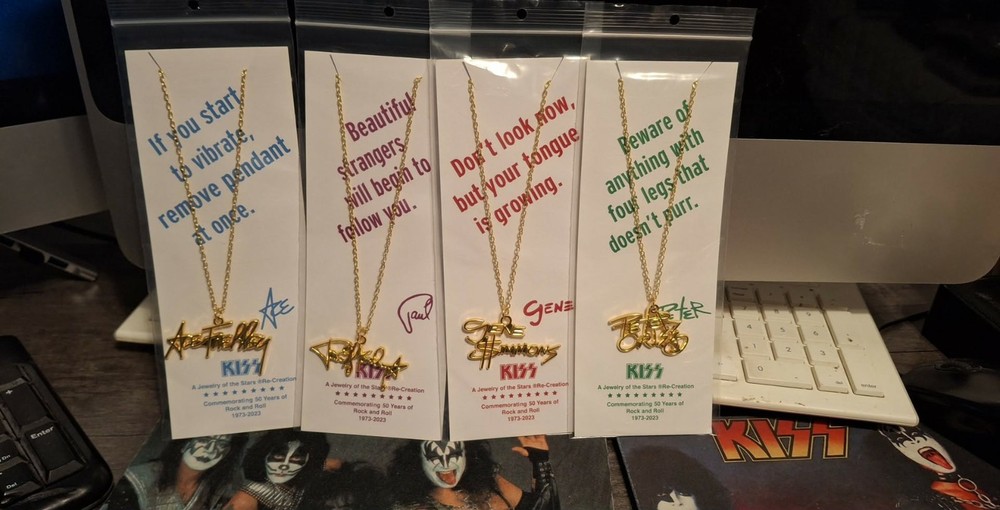 If you start
to vibrate,
remove pendant
at once.
Ace
Ace Frehley
KISS
A Jewelry of the Stars ®Re-Creation
Commemorating 50 Years of
Rock and Roll
1973-2023
Beautiful
strangers
will begin to
follow you.
Paul
KISS
A Jewelry of the Stars ®Re-Creation
Commemorating 50 Years of
Rock and Roll
1973-2023
Don't look now,
but your tongue
is growing.
GENE
GENE
Simmons
KISS
A Jewelry of the Stars ®Re-Creation
Commemorating 50 Years of
Rock and Roll
1973-2023
Beware of
anything with
four legs that
doesn't purr.
PETER
PETER
KISS
A Jewelry of the Stars ®Re-Creation
Commemorating 50 Years of
Rock and Roll
1973-2023
KISS
Enter
Del
enter